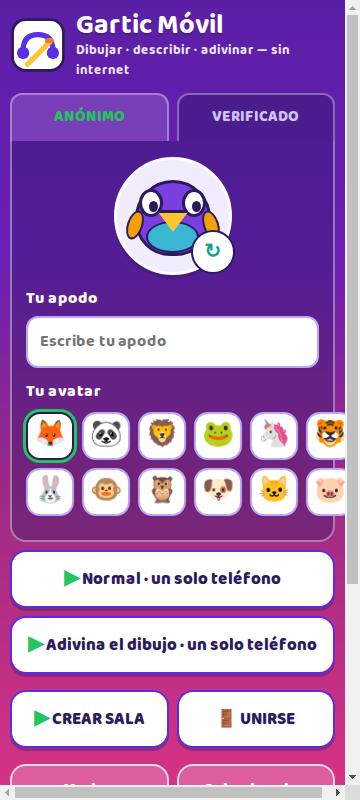 Gartic Móvil
Dibujar · describir · adivinar — sin
internet
ANÓNIMO
VERIFICADO
Tu apodo
Escribe tu apodo
Tu avatar
Normal · un solo teléfono
Adivina el dibujo · un solo teléfono
CREAR SALA
UNIRSE